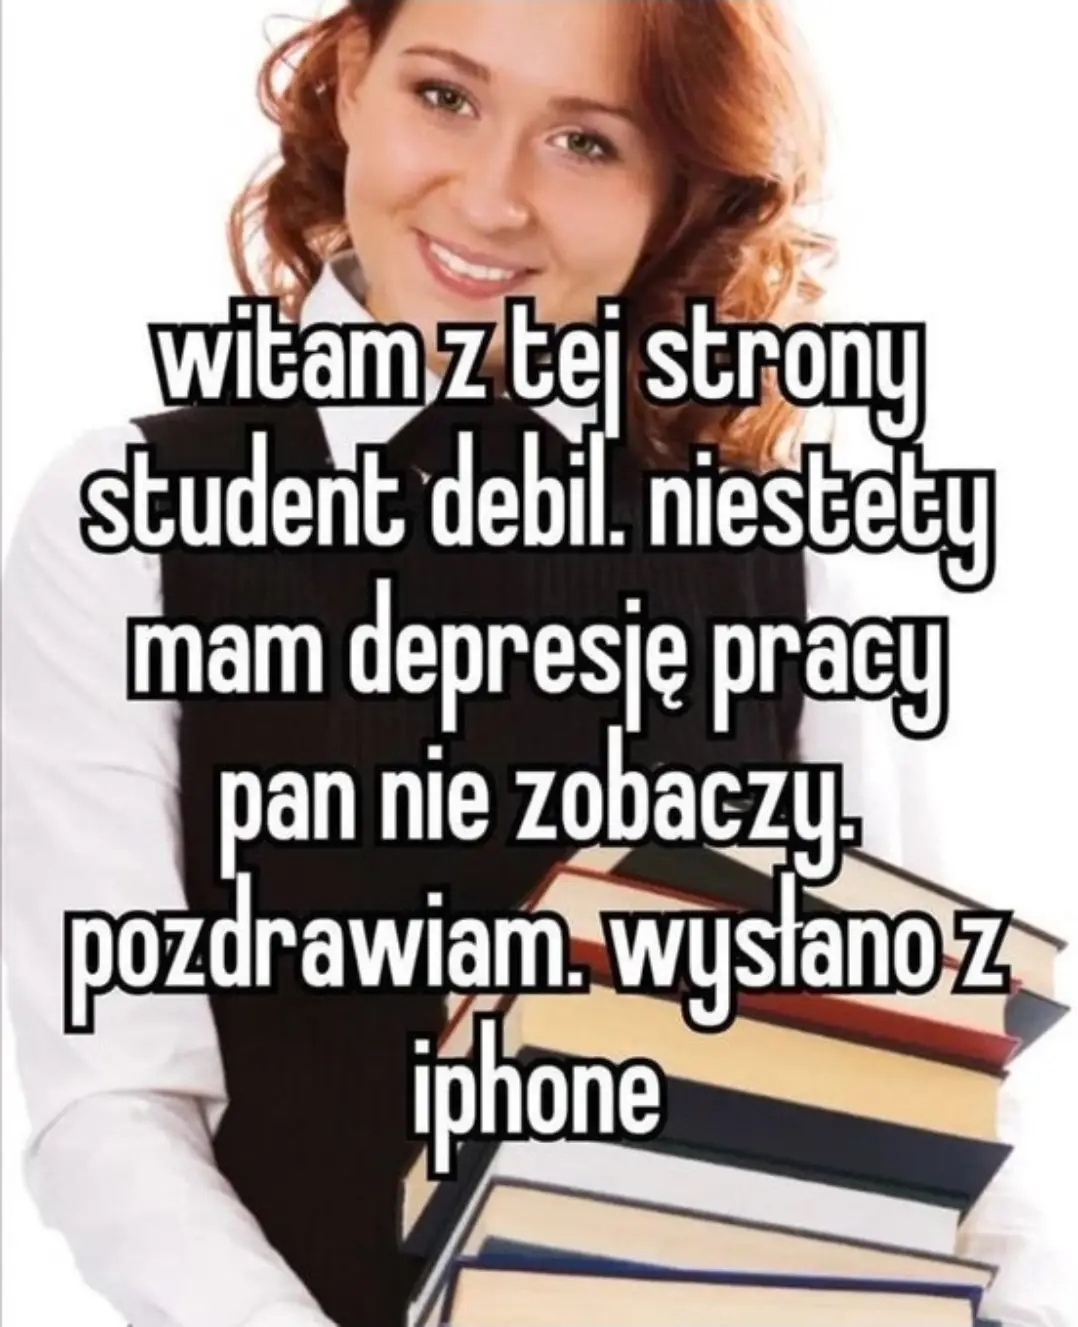 witam z tej strony
student debil. niestety
mam depresję pracy
pan nie zobaczy.
pozdrawiam. wysłano z
iphone